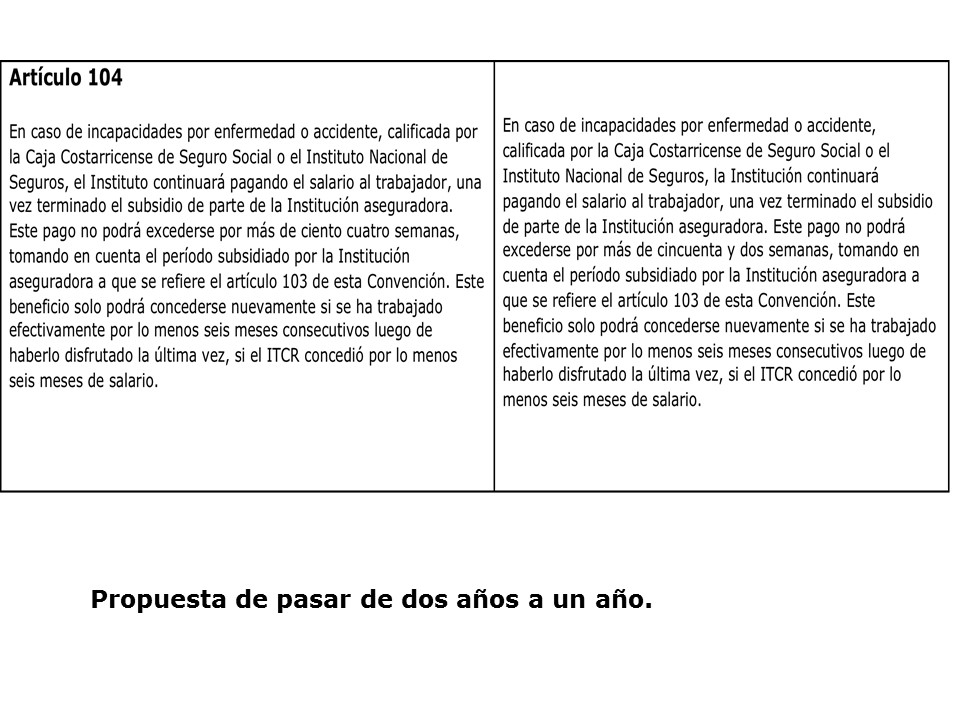 Artículo 104
En caso de incapacidades por enfermedad o accidente, calificada por
la Caja Costarricense de Seguro Social o el Instituto Nacional de
Seguros, el Instituto continuará pagando el salario al trabajador, una
vez terminado el subsidio de parte de la Institución aseguradora.
Este pago no podrá excederse por más de ciento cuatro semanas,
tomando en cuenta el período subsidiado por la Institución
aseguradora a que se refiere el artículo 103 de esta Convención. Este
beneficio solo podrá concederse nuevamente si se ha trabajado
efectivamente por lo menos seis meses consecutivos luego de
haberlo disfrutado la última vez, si el ITCR concedió por lo menos
seis meses de salario.
En caso de incapacidades por enfermedad o accidente,
calificada por la Caja Costarricense de Seguro Social o el
Instituto Nacional de Seguros, la Institución continuará
pagando el salario al trabajador, una vez terminado el subsidio
de parte de la Institución aseguradora. Este pago no podrá
excederse por más de cincuenta y dos semanas, tomando en
cuenta el período subsidiado por la Institución aseguradora a
que se refiere el artículo 103 de esta Convención. Este
beneficio solo podrá concederse nuevamente si se ha trabajado
efectivamente por lo menos seis meses consecutivos luego de
haberlo disfrutado la última vez, si el ITCR concedió por lo
menos seis meses de salario.
Propuesta de pasar de dos años a un año.